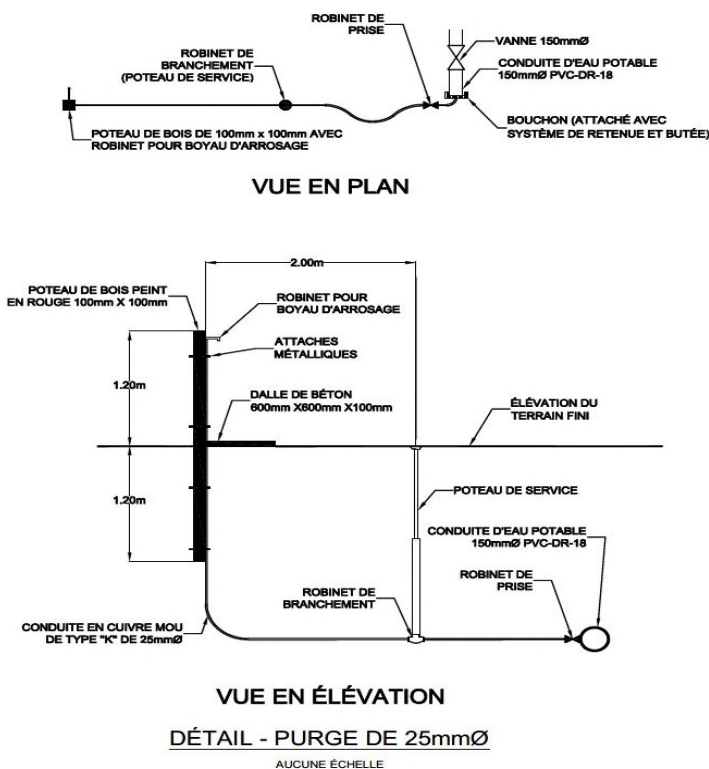 ROBINET DE
PRISE
VANNE 150mmØ
ROBINET DE
BRANCHEMENT
(POTEAU DE SERVICE)
CONDUITE D'EAU POTABLE
150mmØ PVC-DR-18
BOUCHON (ATTACHÉ AVEC
SYSTÈME DE RETENUE ET BUTÉE)
POTEAU DE BOIS DE 100mm x 100mm AVEC
ROBINET POUR BOYAU D'ARROSAGE
VUE EN PLAN
2.00m
POTEAU DE BOIS PEINT
EN ROUGE 100mm X 100mm
ROBINET POUR
BOYAU D'ARROSAGE
ATTACHES
MÉTALLIQUES
1.20m
DALLE DE BÉTON
600mm X600mm X100mm
ÉLÉVATION DU
TERRAIN FINI
1.20m
POTEAU DE SERVICE
CONDUITE D'EAU POTABLE
150mmØ PVC-DR-18
ROBINET DE
PRISE
ROBINET DE
BRANCHEMENT
CONDUITE EN CUIVRE MOU
DE TYPE "K" DE 25mmØ
VUE EN ÉLÉVATION
DÉTAIL - PURGE DE 25mmØ
AUCUNE ÉCHELLE